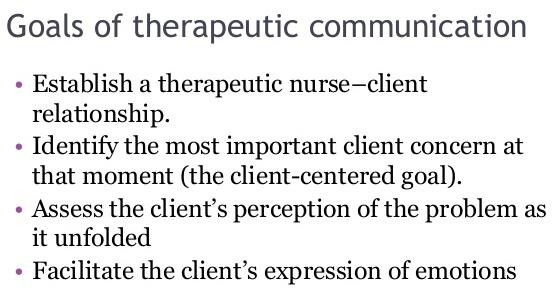 Goals of therapeutic communication
• Establish a therapeutic nurse–client
relationship.
• Identify the most important client concern at
that moment (the client-centered goal).
• Assess the client’s perception of the problem as
it unfolded
• Facilitate the client’s expression of emotions